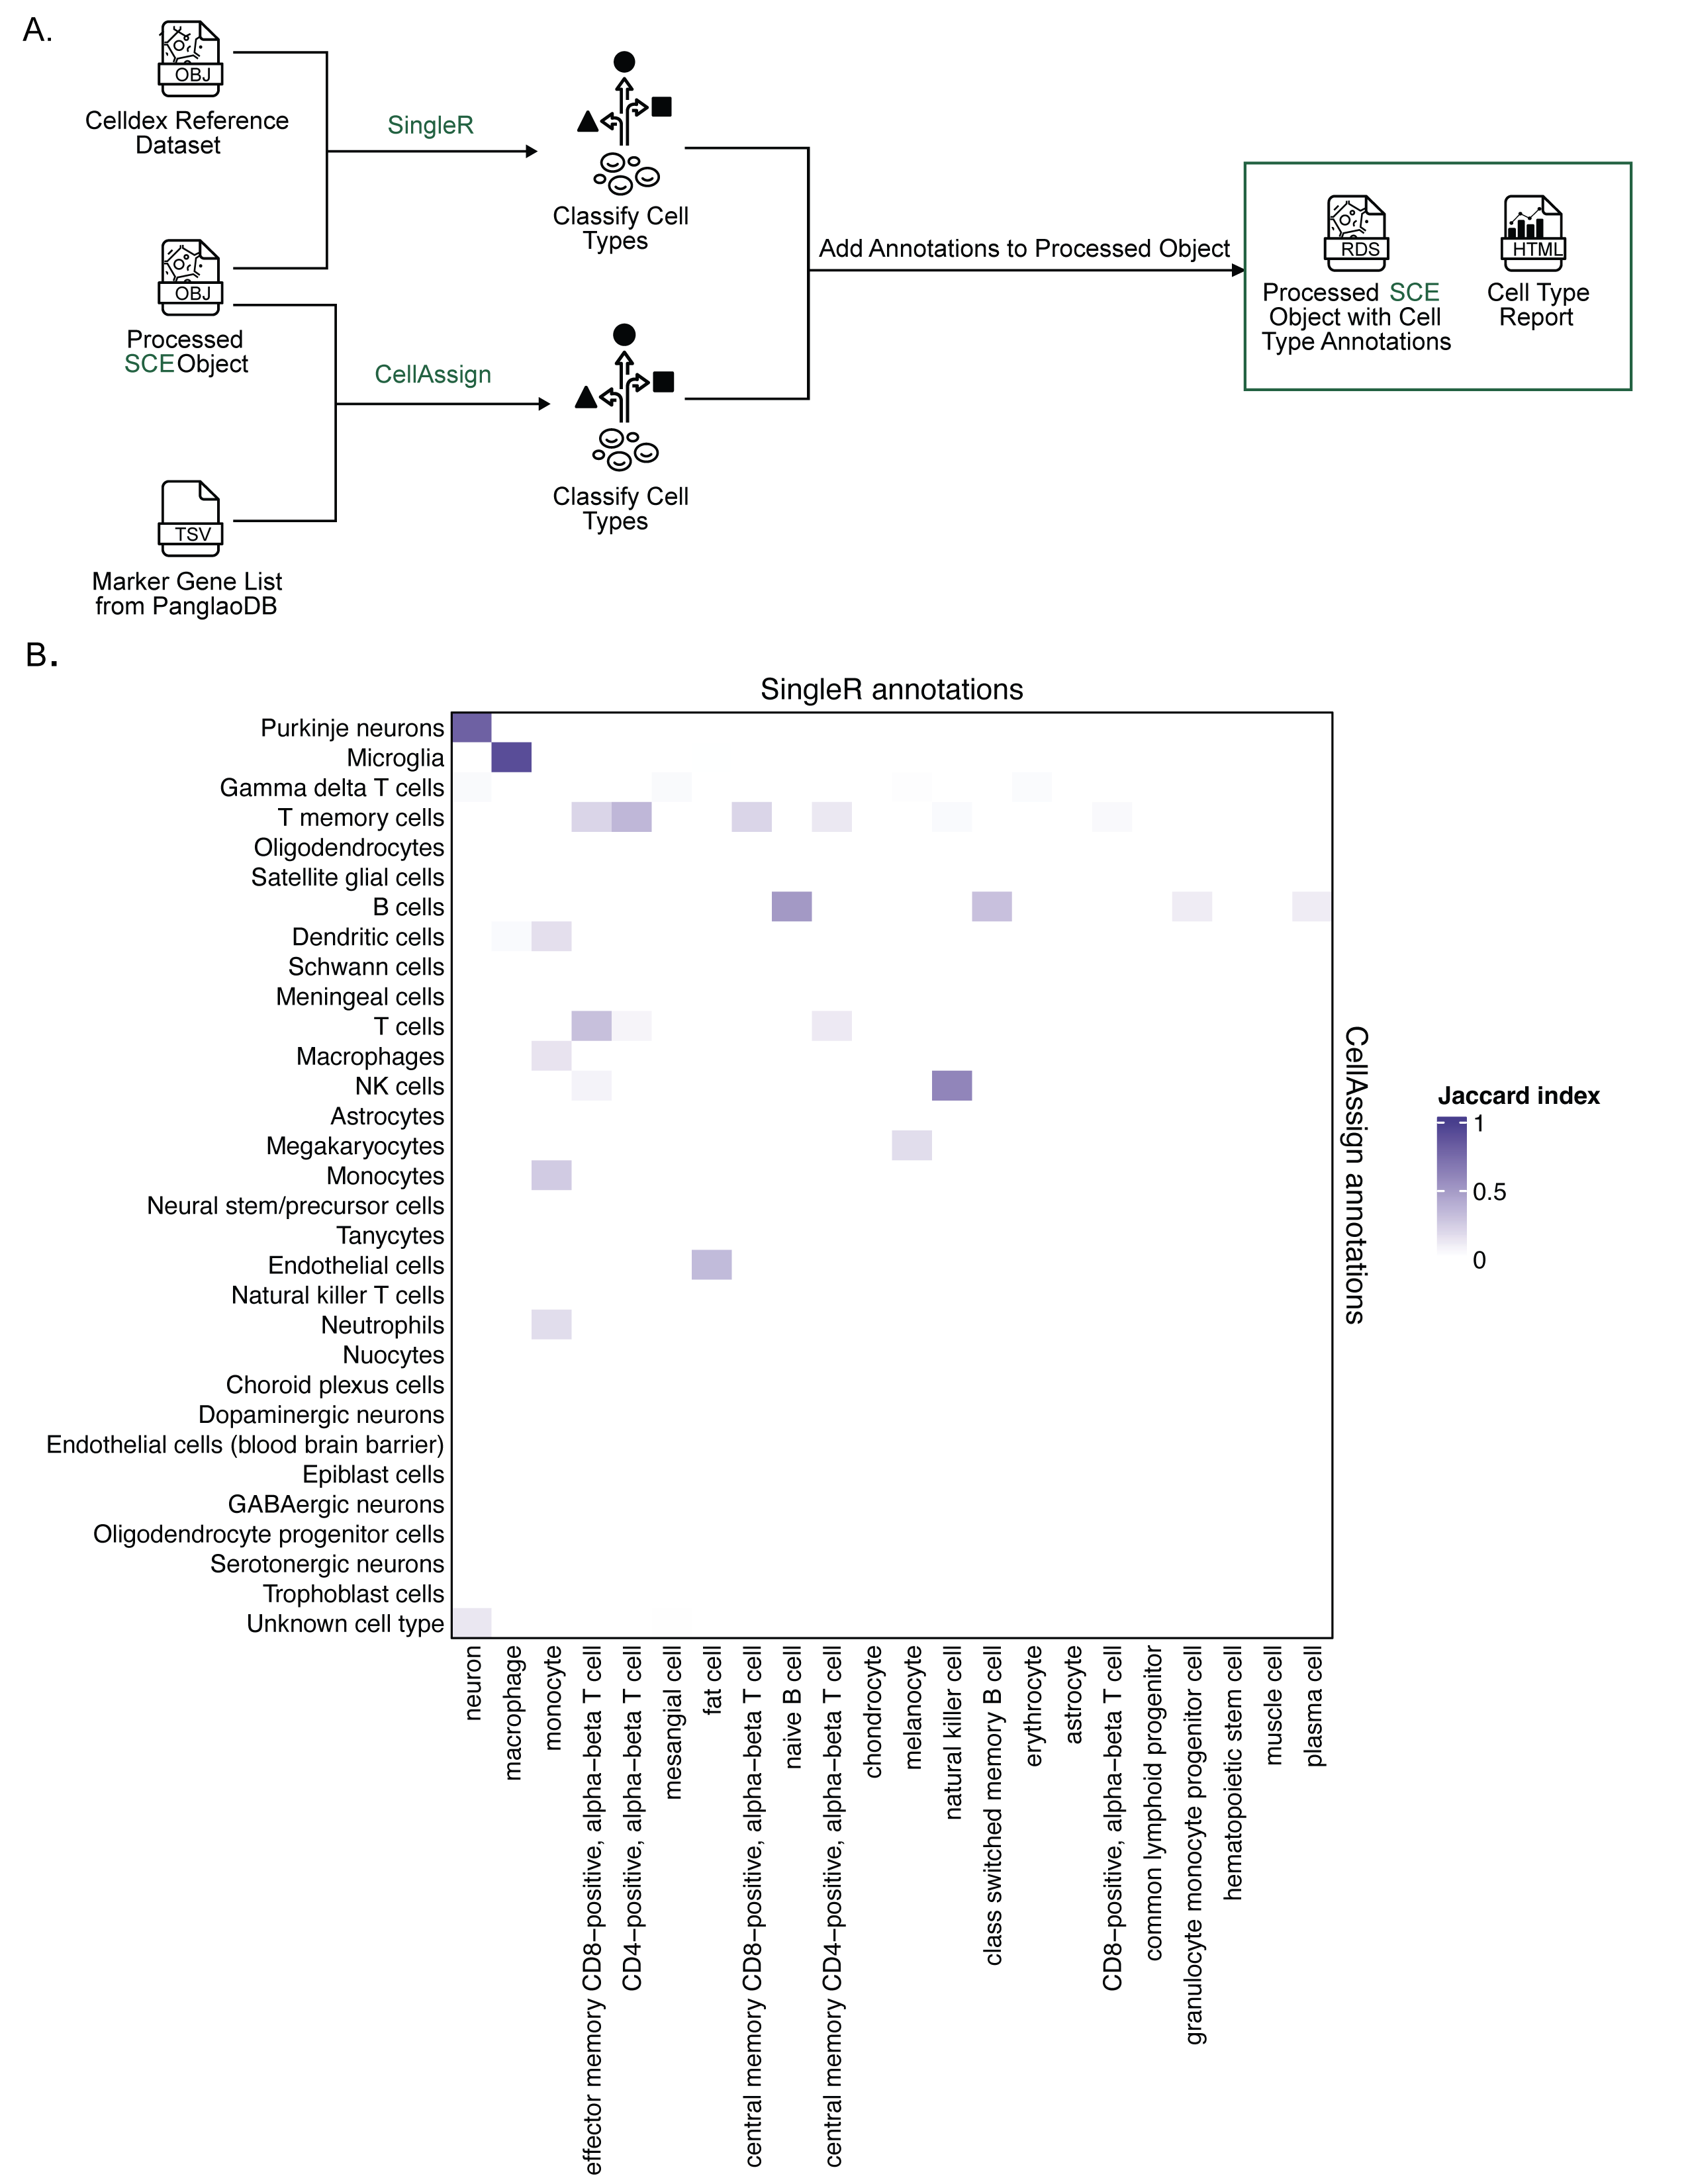 A.
OBJ
Celldex Reference
Dataset
SingleR
Classify Cell
Types
OBJ
Processed
SCE Object
CellAssign
Classify Cell
Types
TSV
Marker Gene List
from PanglaoDB
Add Annotations to Processed Object
RDS
Processed SCE
Object with Cell
Type Annotations
HTML
Cell Type
Report
B.
SingleR annotations
Purkinje neurons
Microglia
Gamma delta T cells
T memory cells
Oligodendrocytes
Satellite glial cells
B cells
Dendritic cells
Schwann cells
Meningeal cells
T cells
Macrophages
NK cells
Astrocytes
Megakaryocytes
Monocytes
Neural stem/precursor cells
Tanycytes
Endothelial cells
Natural killer T cells
Neutrophils
Nuocytes
Choroid plexus cells
Dopaminergic neurons
Endothelial cells (blood brain barrier)
Epiblast cells
GABAergic neurons
Oligodendrocyte progenitor cells
Serotonergic neurons
Trophoblast cells
Unknown cell type
CellAssign annotations
Jaccard index
1
0.5
0
neuron
macrophage
monocyte
effector memory CD8−positive, alpha−beta T cell
CD4−positive, alpha−beta T cell
mesangial cell
fat cell
central memory CD8−positive, alpha−beta T cell
naive B cell
central memory CD4−positive, alpha−beta T cell
chondrocyte
melanocyte
natural killer cell
class switched memory B cell
erythrocyte
astrocyte
CD8−positive, alpha−beta T cell
common lymphoid progenitor
granulocyte monocyte progenitor cell
hematopoietic stem cell
muscle cell
plasma cell